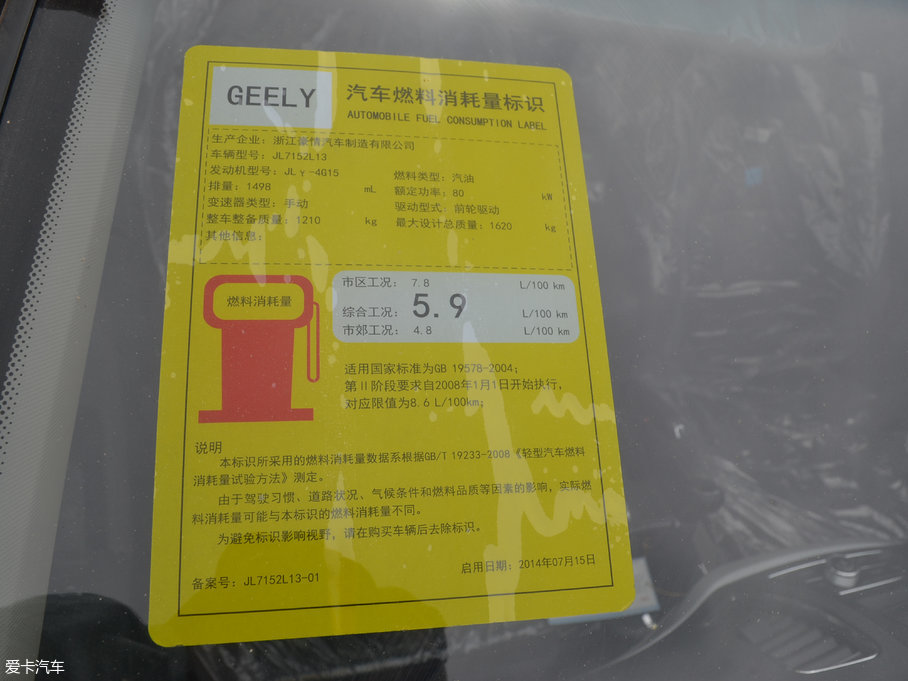 GEELY
汽车燃料消耗量标识
AUTOMOBILE FUEL CONSUMPTION LABEL
生产企业：浙江豪情汽车制造有限公司
车辆型号：JL7152L13
发动机型号：JLγ-4G15 燃料类型：汽油
排量：1498 mL 额定功率：80 kW
变速器类型：手动 驱动型式：前轮驱动
整车整备质量：1210 kg 最大设计总质量：1620 kg
其他信息：
燃料消耗量
市区工况： 7.8 L/100 km
综合工况： 5.9 L/100 km
市郊工况： 4.8 L/100 km
适用国家标准为GB 19578-2004；
第Ⅱ阶段要求自2008年1月1日开始执行，
对应限值为8.6 L/100km；
说明
本标识所采用的燃料消耗量数据系根据GB/T 19233-2008《轻型汽车燃料
消耗量试验方法》测定。
由于驾驶习惯、道路状况、气候条件和燃料品质等因素的影响，实际燃
料消耗量可能与本标识的燃料消耗量不同。
为避免标识影响视野，请在购买车辆后去除标识。
备案号：JL7152L13-01 启用日期：2014年07月15日
爱卡汽车